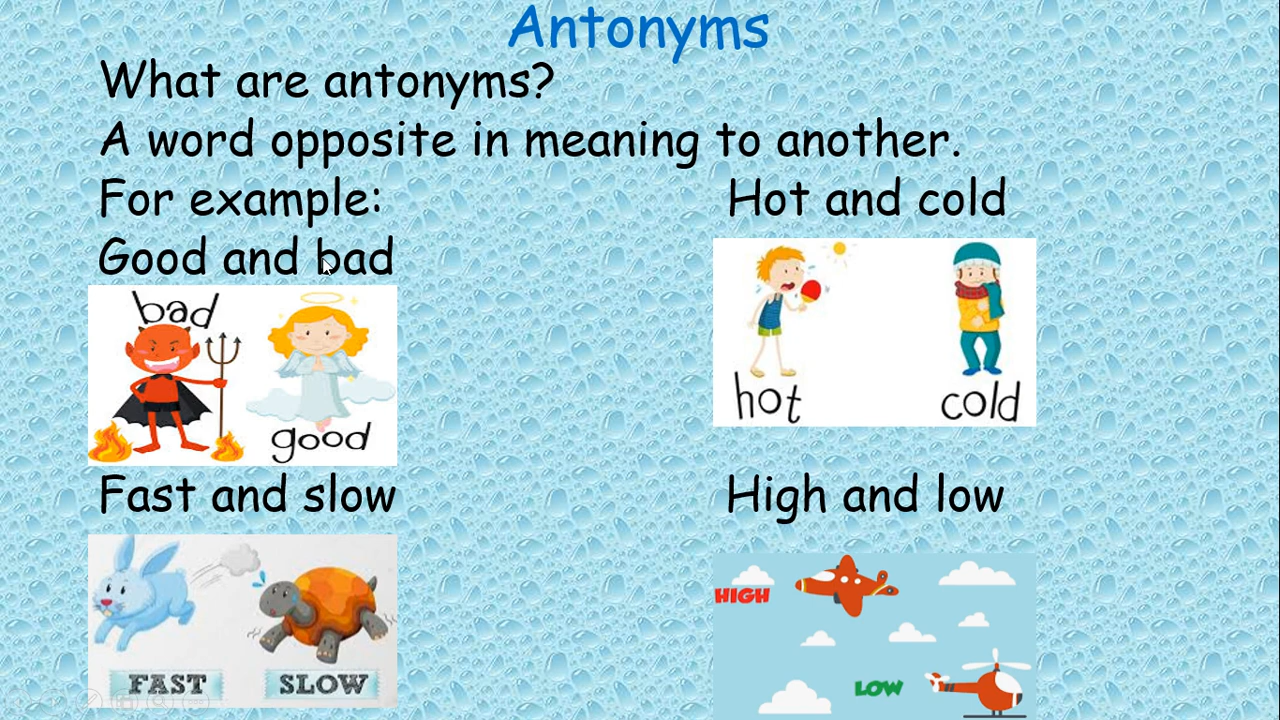 Antonyms
What are antonyms?
A word opposite in meaning to another.
For example:
Hot and cold
Good and bad
bad
good
hot
cold
Fast and slow
High and low
FAST
SLOW
HIGH
LOW